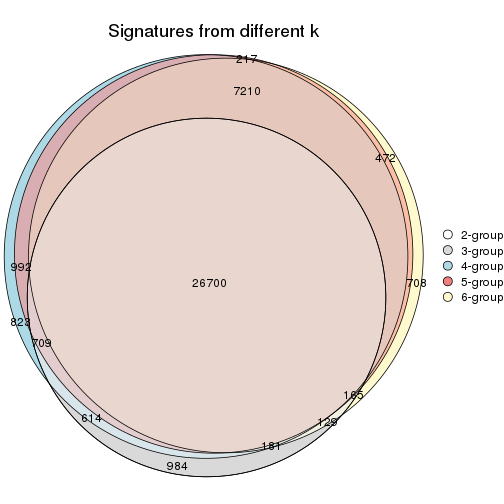 Signatures from different k
217
7210
472
26700
992
708
823
709
165
614
129
181
984
2-group
3-group
4-group
5-group
6-group